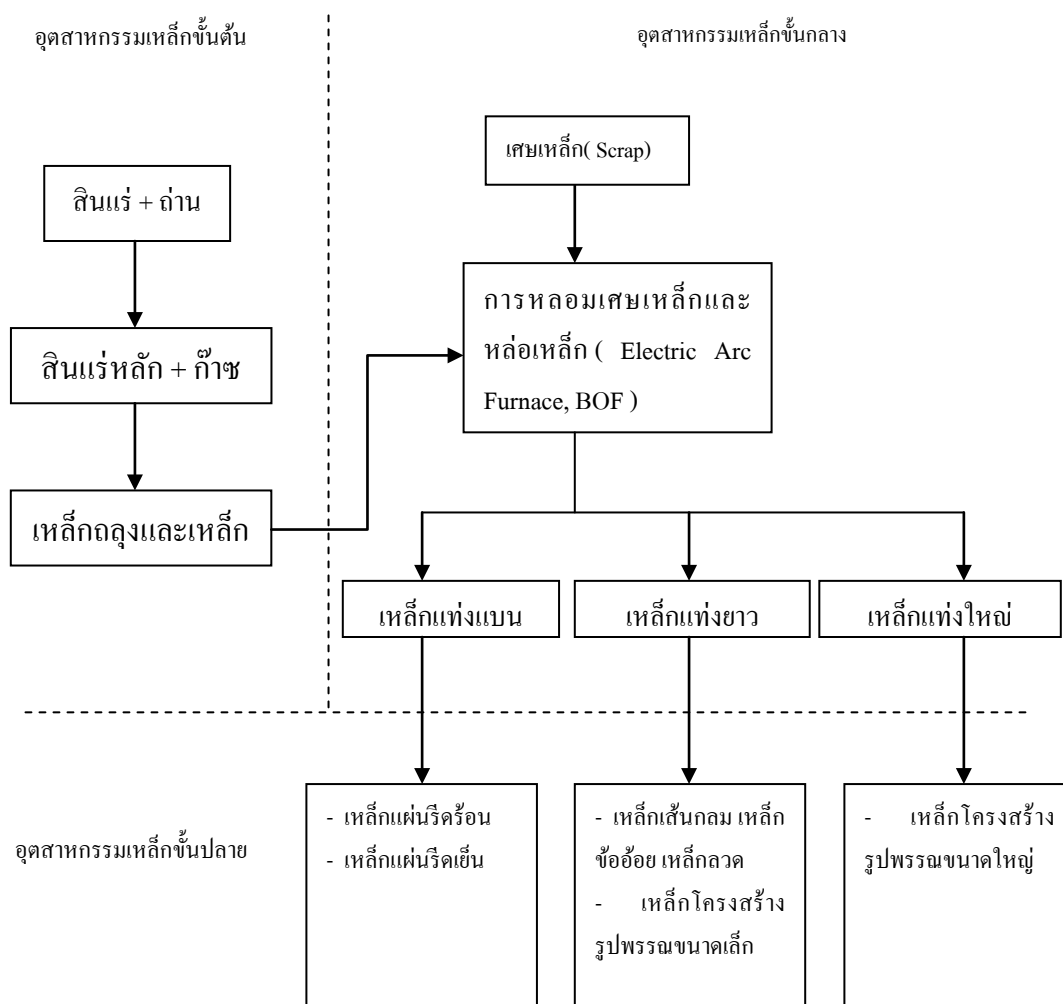 อุตสาหกรรมเหล็กขั้นต้น
อุตสาหกรรมเหล็กขั้นกลาง
เศษเหล็ก( Scrap)
สินแร่ + ถ่าน
การหลอมเศษเหล็กและ
หล่อเหล็ก ( Electric Arc
Furnace, BOF )
สินแร่หลัก + ก๊าซ
เหล็กถลุงและเหล็ก
เหล็กแท่งแบน
เหล็กแท่งยาว
เหล็กแท่งใหญ่
อุตสาหกรรมเหล็กขั้นปลาย
- เหล็กแผ่นรีดร้อน
- เหล็กแผ่นรีดเย็น
- เหล็กเส้นกลม เหล็ก
ข้ออ้อย เหล็กลวด
- เหล็กโครงสร้าง
รูปพรรณขนาดเล็ก
- เหล็กโครงสร้าง
รูปพรรณขนาดใหญ่